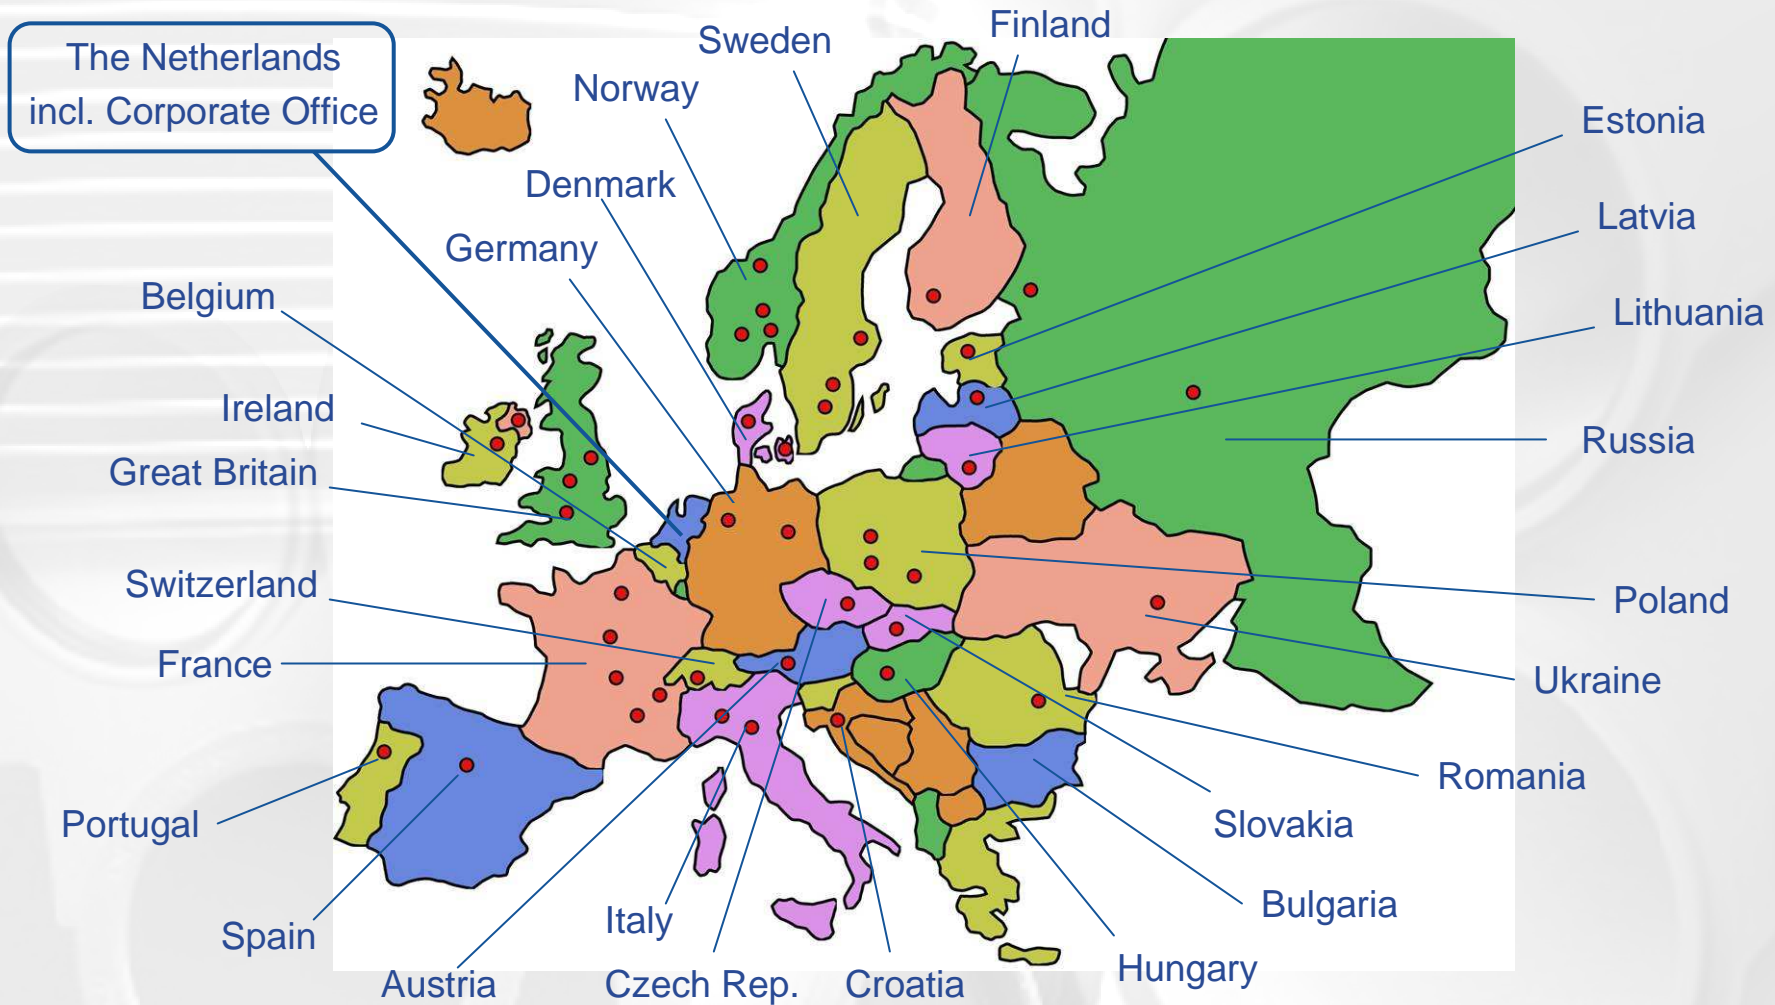 The Netherlands
incl. Corporate Office
Sweden
Finland
Norway
Estonia
Denmark
Latvia
Germany
Belgium
Lithuania
Ireland
Russia
Great Britain
Switzerland
Poland
France
Ukraine
Romania
Portugal
Slovakia
Bulgaria
Spain
Italy
Hungary
Austria
Czech Rep.
Croatia